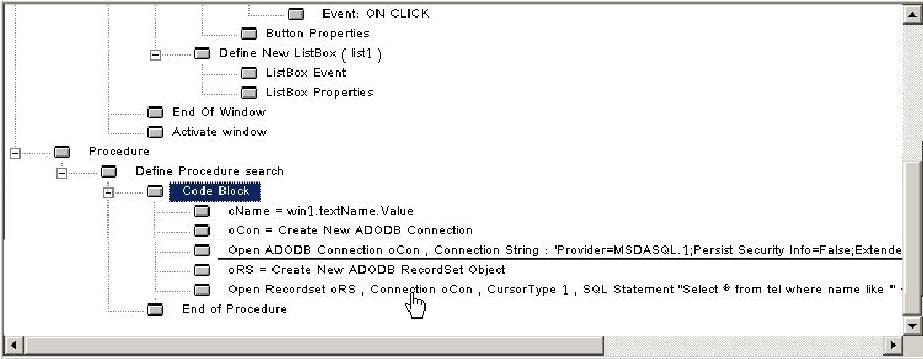 Event: ON CLICK
Button Properties
Define New ListBox ( list1 )
ListBox Event
ListBox Properties
End Of Window
Activate window
Procedure
Define Procedure search
Code Block
cName = win1.textName.Value
oCon = Create New ADODB Connection
Open ADODB Connection oCon , Connection String : "Provider=MSDASQL.1;Persist Security Info=False;Extende
oRS = Create New ADODB RecordSet Object
Open Recordset oRS , Connection oCon , CursorType 1 , SQL Statement "Select * from tel where name like '"
End of Procedure